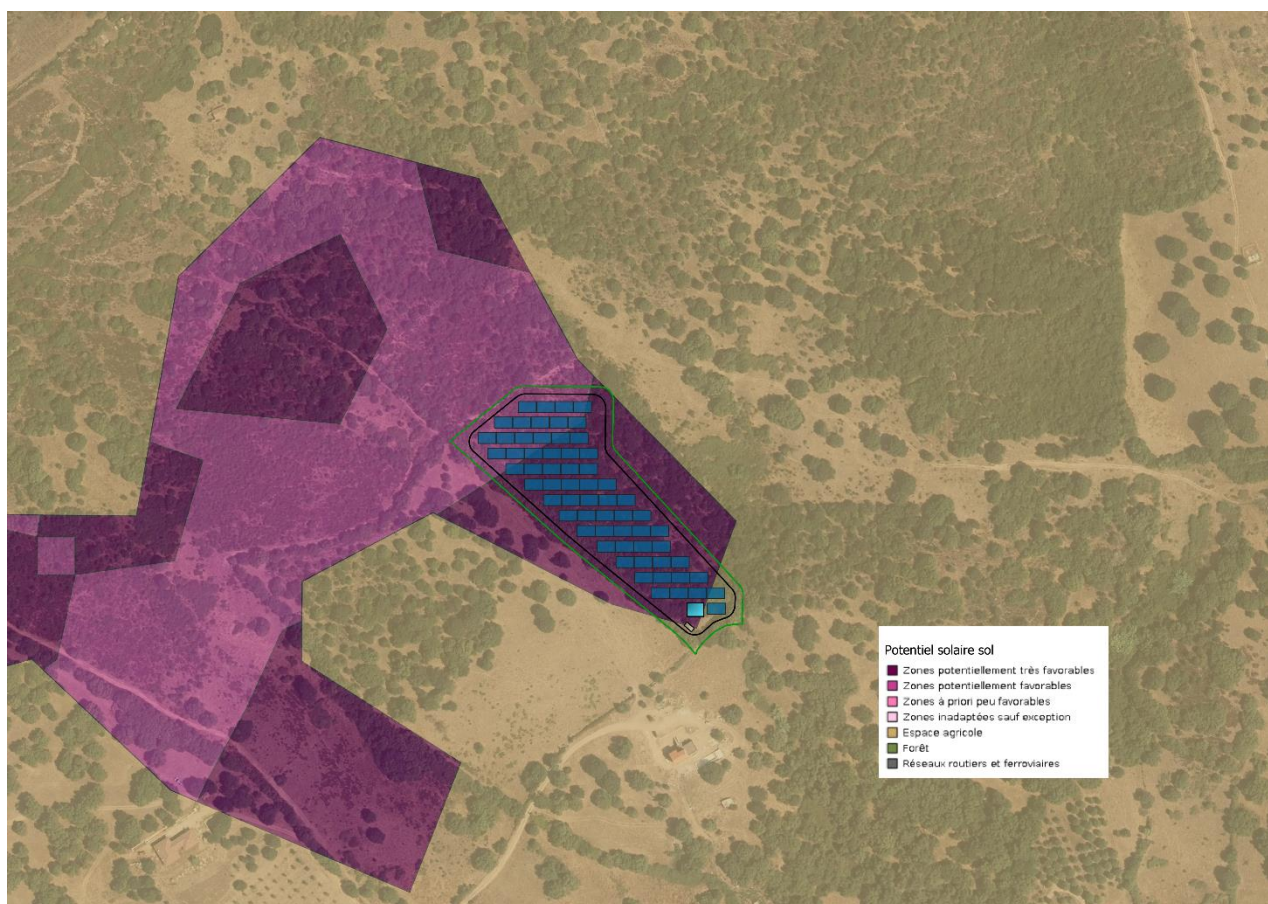 Potentiel solaire sol
Zones potentiellement très favorables
Zones potentiellement favorables
Zones à priori peu favorables
Zones inadaptées sauf exception
Espace agricole
Forêt
Réseaux routiers et ferroviaires